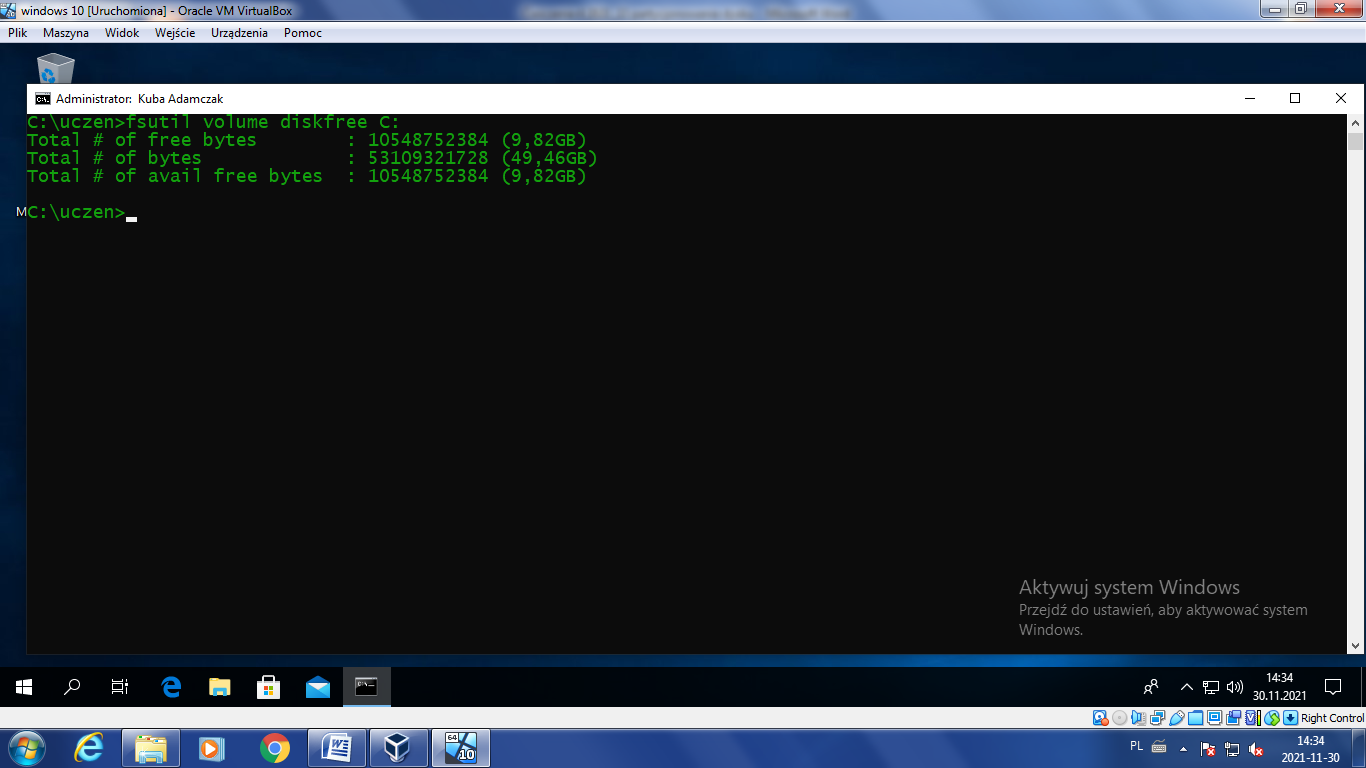 windows 10 [Uruchomiona] - Oracle VM VirtualBox
Plik Maszyna Widok Wejście Urządzenia Pomoc
Administrator: Kuba Adamczak
C:\uczen>fsutil volume diskfree C:
Total # of free bytes : 10548752384 (9,82GB)
Total # of bytes : 53109321728 (49,46GB)
Total # of avail free bytes : 10548752384 (9,82GB)
M
C:\uczen>
Aktywuj system Windows
Przejdź do ustawień, aby aktywować system
Windows.
14:34
30.11.2021
Right Control
64
10
PL
14:34
2021-11-30